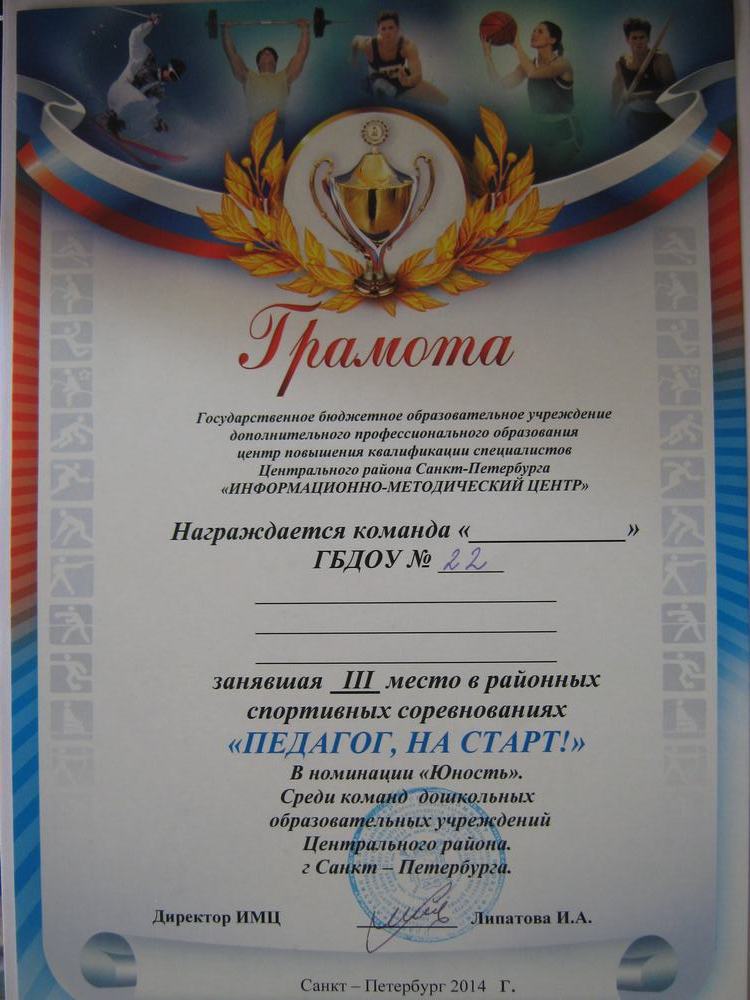 Грамота
Государственное бюджетное образовательное учреждение
дополнительного профессионального образования
центр повышения квалификации специалистов
Центрального района Санкт-Петербурга
«ИНФОРМАЦИОННО-МЕТОДИЧЕСКИЙ ЦЕНТР»
Награждается команда «____________»
ГБДОУ № 22
занявшая III место в районных
спортивных соревнованиях
«ПЕДАГОГ, НА СТАРТ!»
В номинации «Юность».
Среди команд дошкольных
образовательных учреждений
Центрального района.
г Санкт – Петербурга.
Директор ИМЦ Липатова И.А.
Санкт – Петербург 2014 Г.